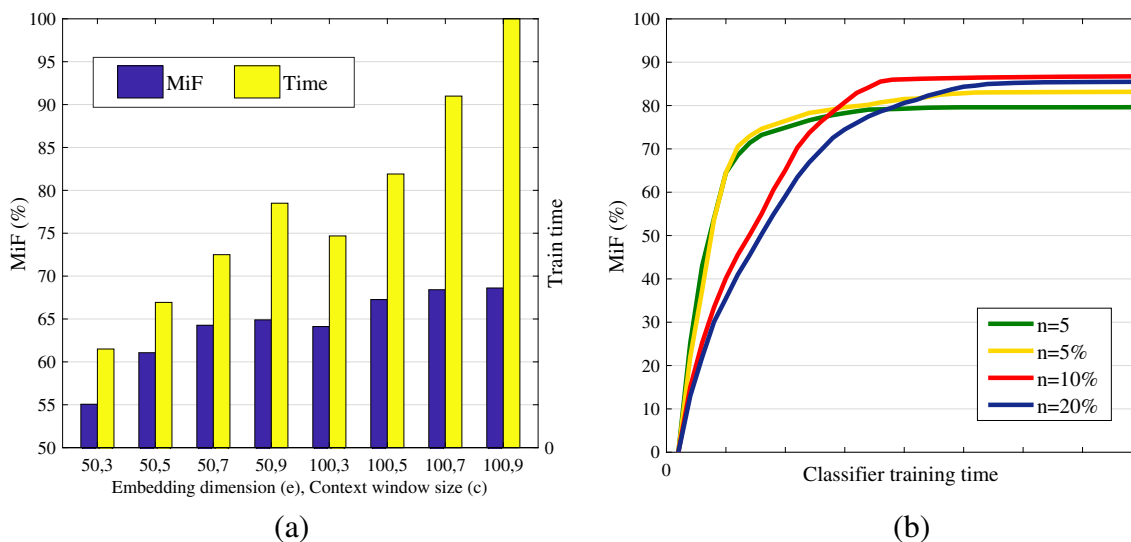 100
95
90
85
80
75
70
65
60
55
50
MiF (%)
MiF
Time
Train time
0
50,3 50,5 50,7 50,9 100,3 100,5 100,7 100,9
Embedding dimension (e), Context window size (c)
(a)
100
90
80
70
60
50
40
30
20
10
0
MiF (%)
n=5
n=5%
n=10%
n=20%
0
Classifier training time
(b)